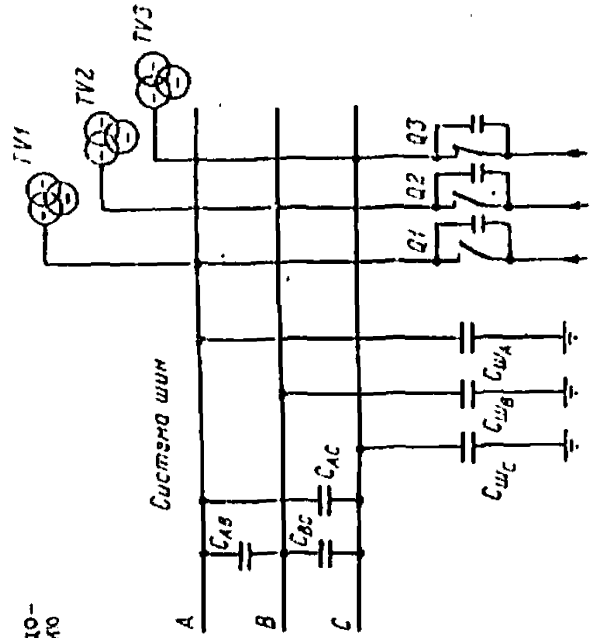 TV1
TV2
TV3
Система шин
A
B
C
C_AB
C_BC
C_AC
C_шA
C_шB
C_шC
Q1
Q2
Q3